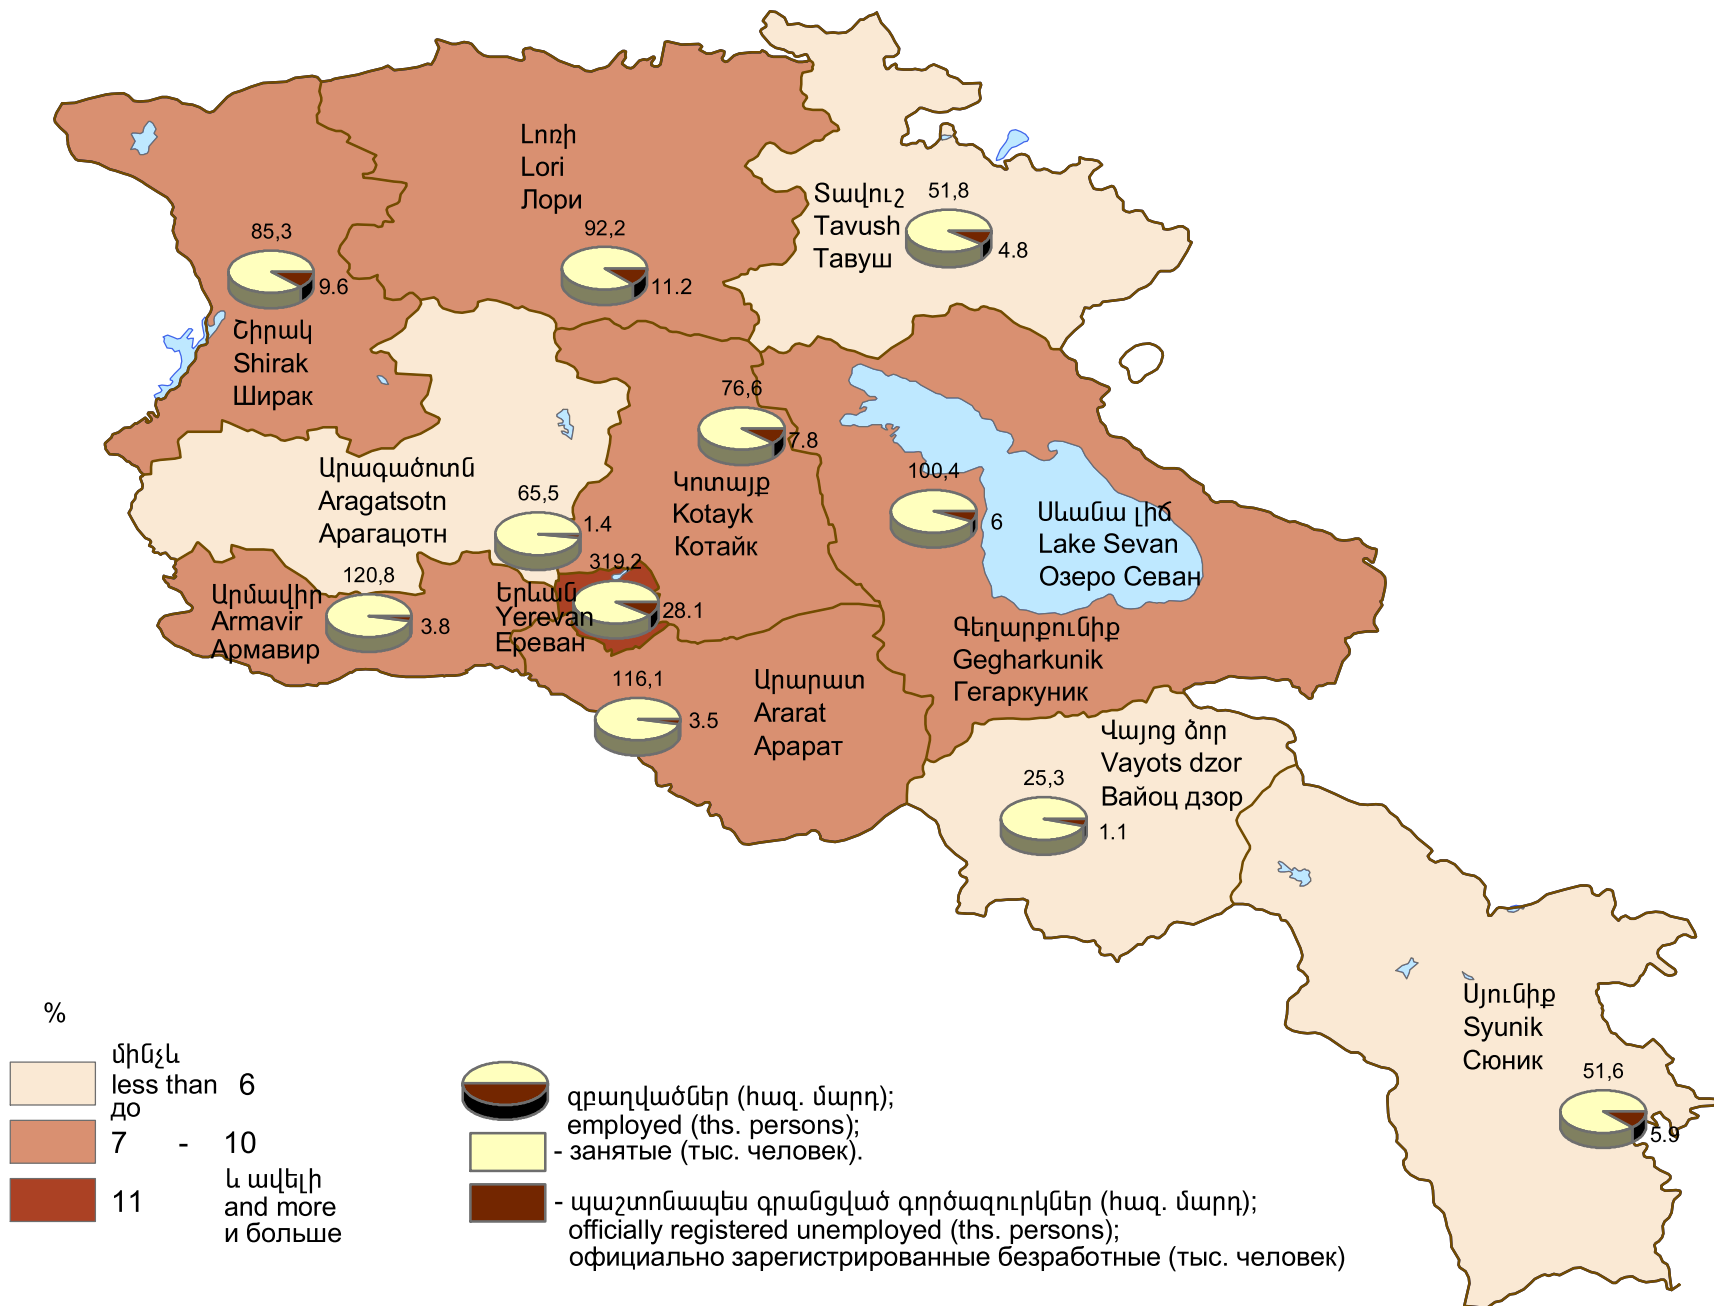 Լոռի
Lori
Лори
92,2
11.2
Տավուշ
Tavush
Тавуш
51,8
4.8
85,3
9.6
Շիրակ
Shirak
Ширак
76,6
7.8
Կոտայք
Kotayk
Котайк
Արագածոտն
Aragatsotn
Арагацотн
65,5
1.4
100,4
6
Սևանա լիճ
Lake Sevan
Озеро Севан
Գեղարքունիք
Gegharkunik
Гегаркуник
120,8
3.8
Արմավիր
Armavir
Армавир
319,2
28.1
Երևան
Yerevan
Ереван
116,1
3.5
Արարատ
Ararat
Арарат
Վայոց ձոր
Vayots dzor
Вайоц дзор
25,3
1.1
Սյունիք
Syunik
Сюник
51,6
5.9
%
մինչև
less than 6
до
7 - 10
11 և ավելի
and more
и больше
զբաղվածներ (հազ. մարդ);
employed (ths. persons);
- занятые (тыс. человек).
- պաշտոնապես գրանցված գործազուրկներ (հազ. մարդ);
officially registered unemployed (ths. persons);
официально зарегистрированные безработные (тыс. человек)